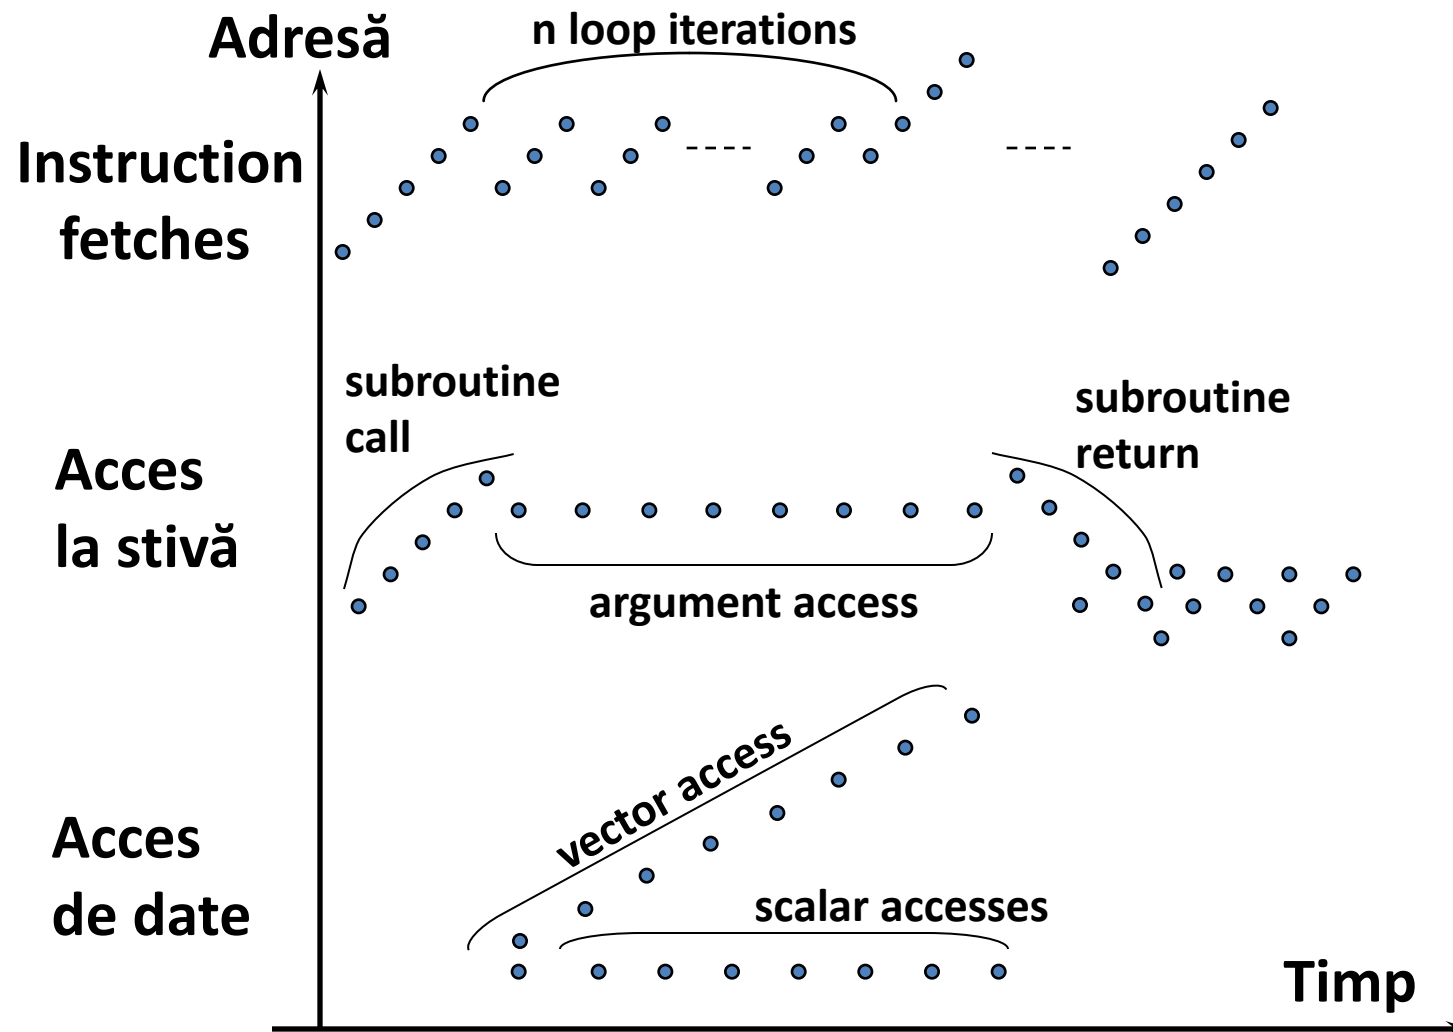 Adresă
n loop iterations
Instruction
fetches
subroutine
call
subroutine
return
Acces
la stivă
argument access
vector access
Acces
de date
scalar accesses
Timp